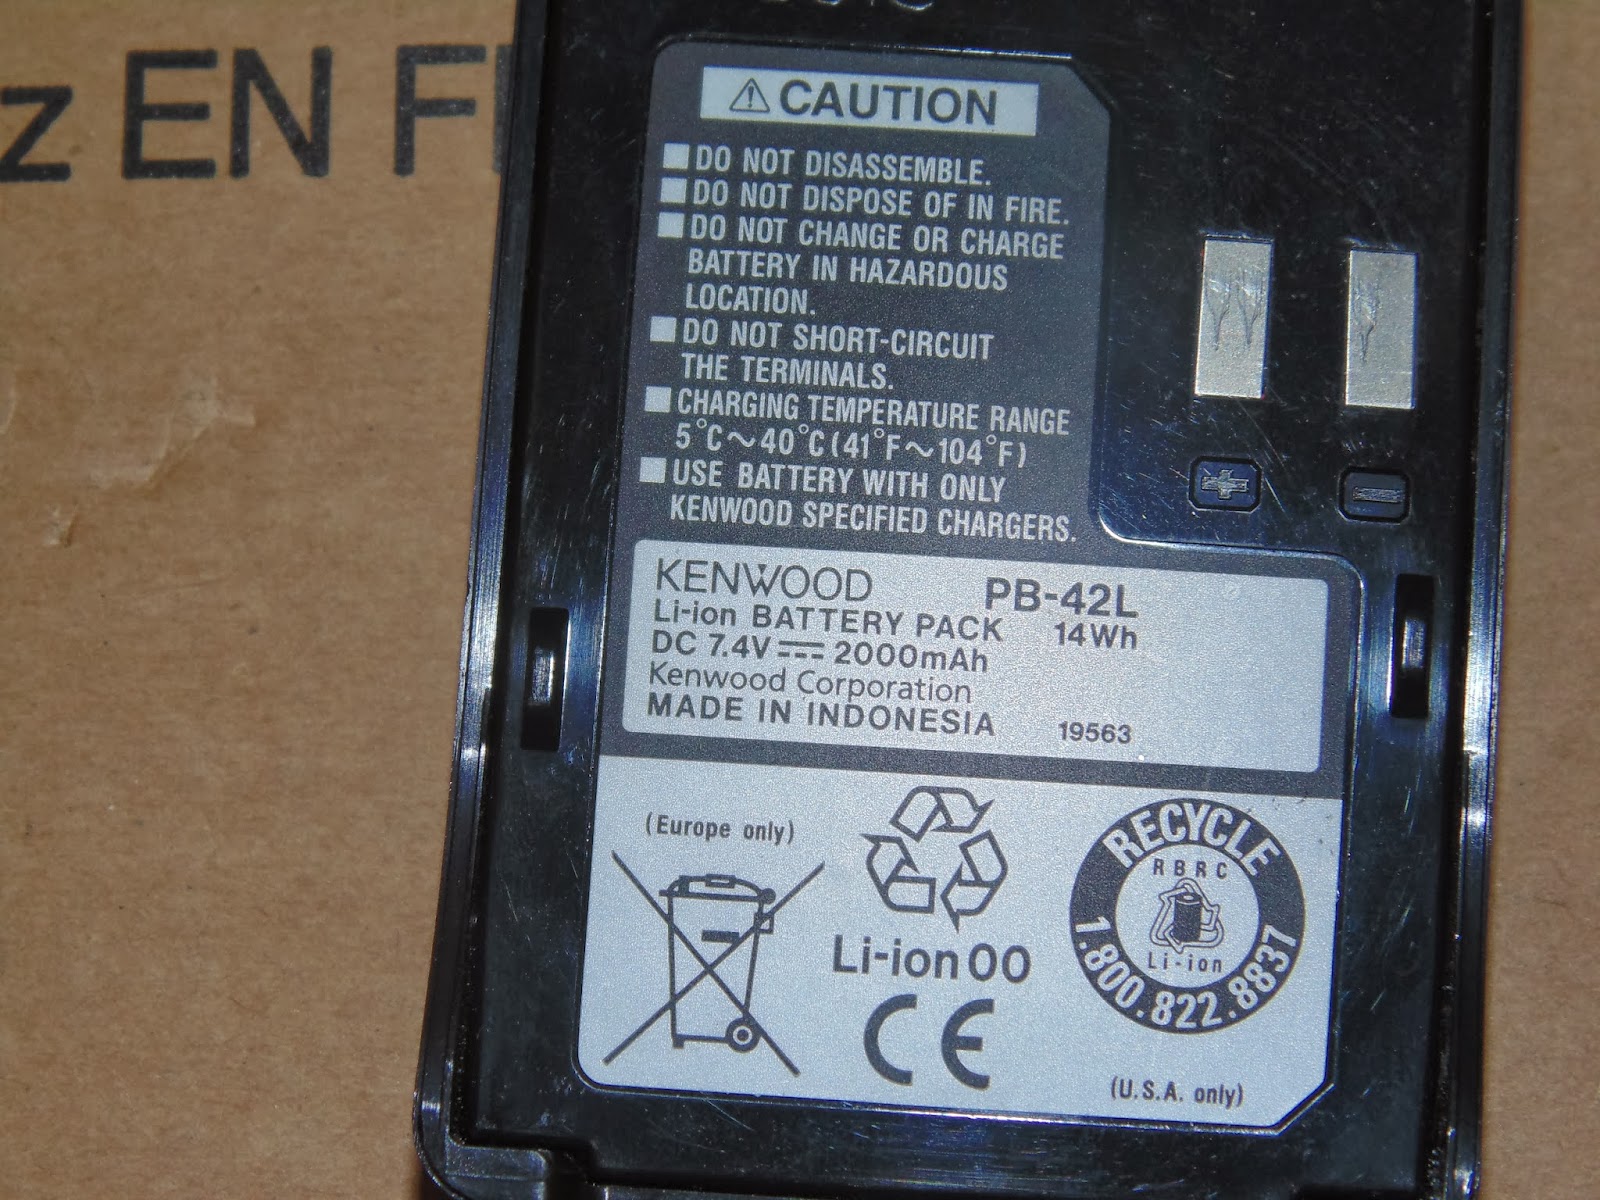 z EN F
⚠CAUTION
■DO NOT DISASSEMBLE.
■DO NOT DISPOSE OF IN FIRE.
■DO NOT CHANGE OR CHARGE
BATTERY IN HAZARDOUS
LOCATION.
■DO NOT SHORT-CIRCUIT
THE TERMINALS.
■CHARGING TEMPERATURE RANGE
5°C~40°C(41°F~104°F)
■USE BATTERY WITH ONLY
KENWOOD SPECIFIED CHARGERS.
+ −
KENWOOD PB-42L
Li-ion BATTERY PACK 14Wh
DC 7.4V⎓2000mAh
Kenwood Corporation
MADE IN INDONESIA 19563
(Europe only)
Li-ion 00
CE
RECYCLE
RBRC
Li-ion
1.800.822.8837
(U.S.A. only)